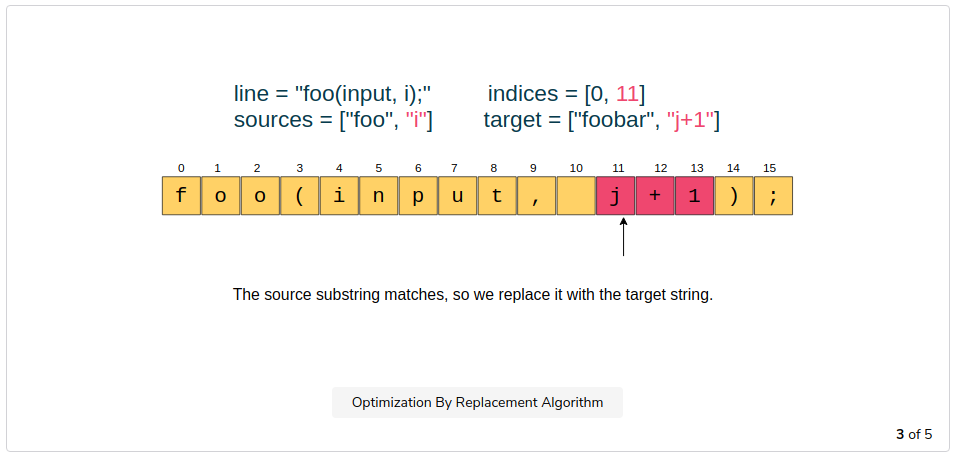 line = "foo(input, i);" indices = [0, 11]
sources = ["foo", "i"] target = ["foobar", "j+1"]
0 1 2 3 4 5 6 7 8 9 10 11 12 13 14 15
f o o ( i n p u t , j + 1 ) ;
The source substring matches, so we replace it with the target string.
Optimization By Replacement Algorithm
3 of 5